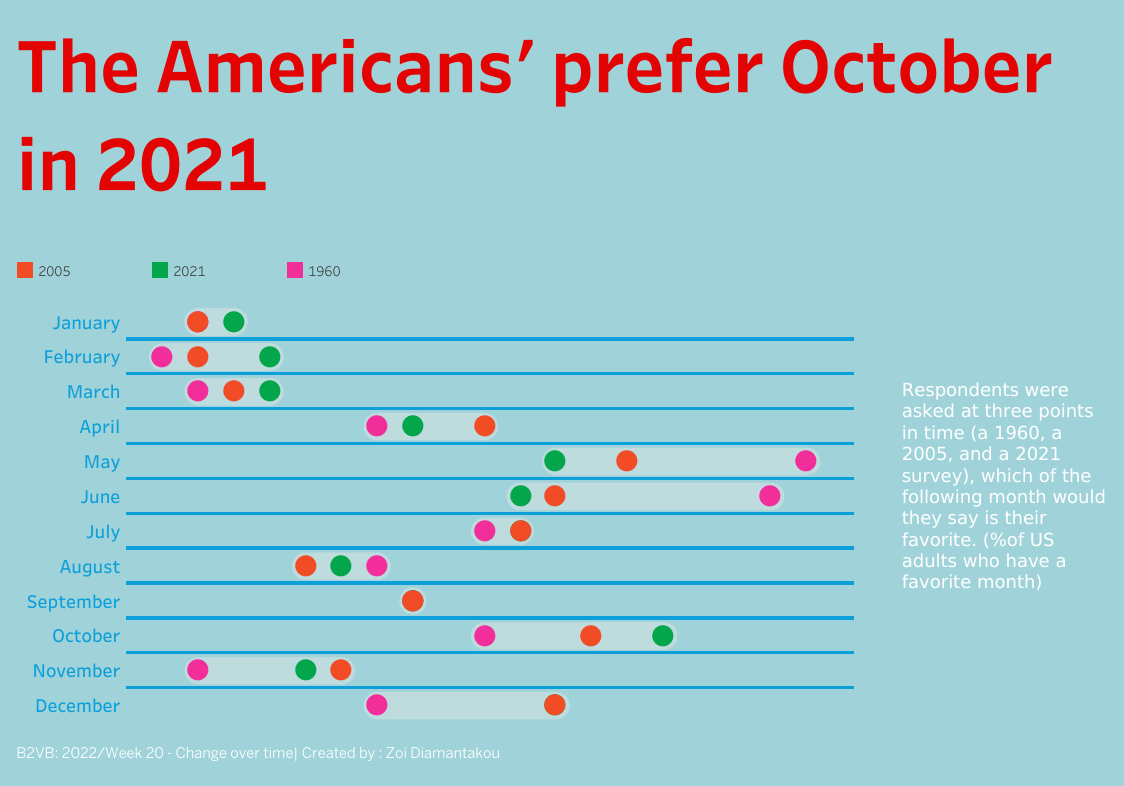 The Americans’ prefer October
in 2021
2005
2021
1960
January
February
March
April
May
June
July
August
September
October
November
December
Respondents were
asked at three points
in time (a 1960, a
2005, and a 2021
survey), which of the
following month would
they say is their
favorite. (%of US
adults who have a
favorite month)
B2VB: 2022/Week 20 - Change over time| Created by : Zoi Diamantakou